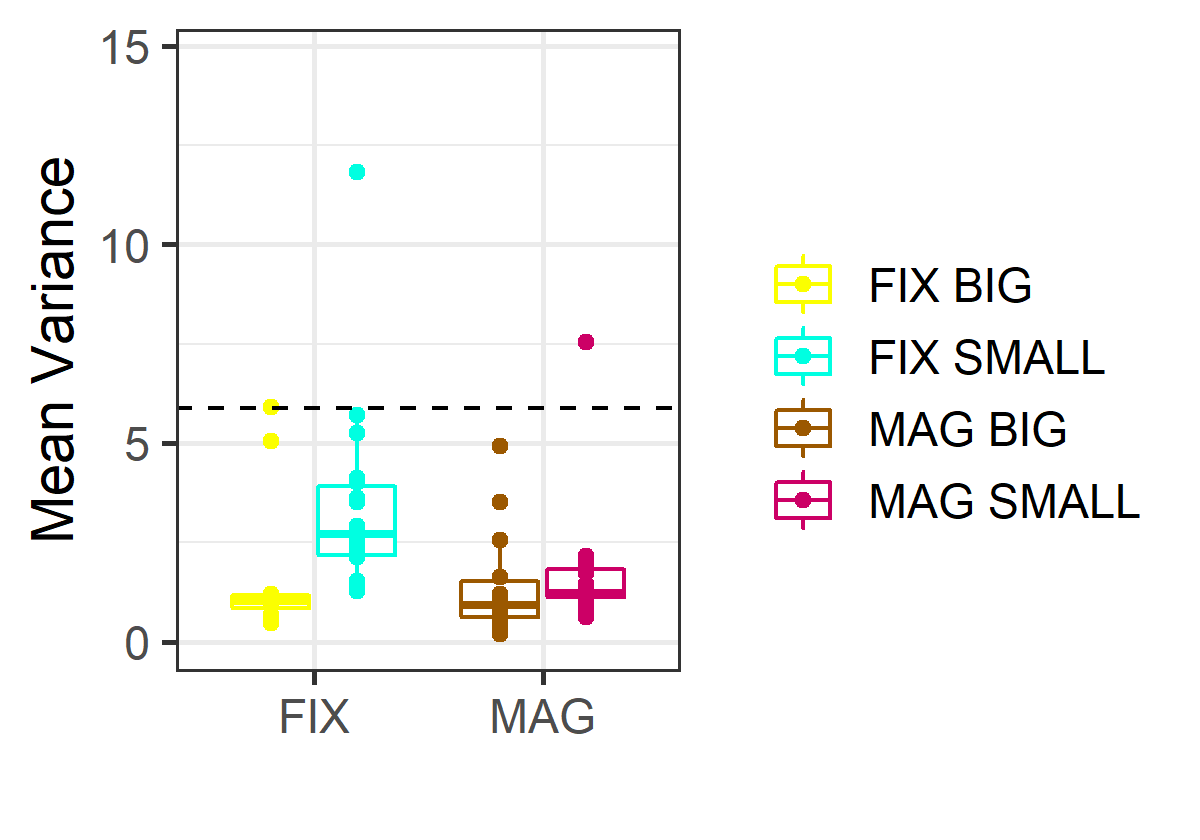 15
10
5
0
Mean Variance
FIX
MAG
FIX BIG
FIX SMALL
MAG BIG
MAG SMALL